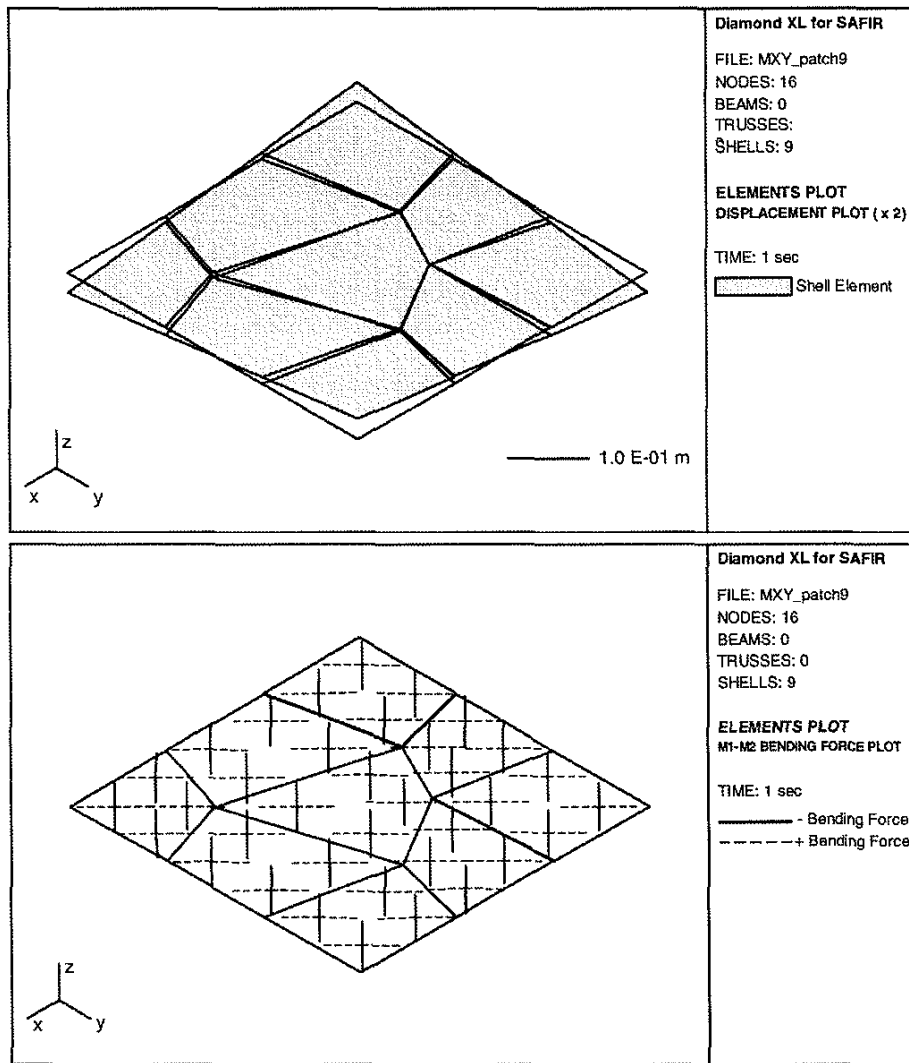 Diamond XL for SAFIR
FILE: MXY_patch9
NODES: 16
BEAMS: 0
TRUSSES:
SHELLS: 9
ELEMENTS PLOT
DISPLACEMENT PLOT ( x 2)
TIME: 1 sec
Shell Element
z
x
y
1.0 E-01 m
Diamond XL for SAFIR
FILE: MXY_patch9
NODES: 16
BEAMS: 0
TRUSSES: 0
SHELLS: 9
ELEMENTS PLOT
M1-M2 BENDING FORCE PLOT
TIME: 1 sec
- Bending Force
+ Bending Force
z
x
y